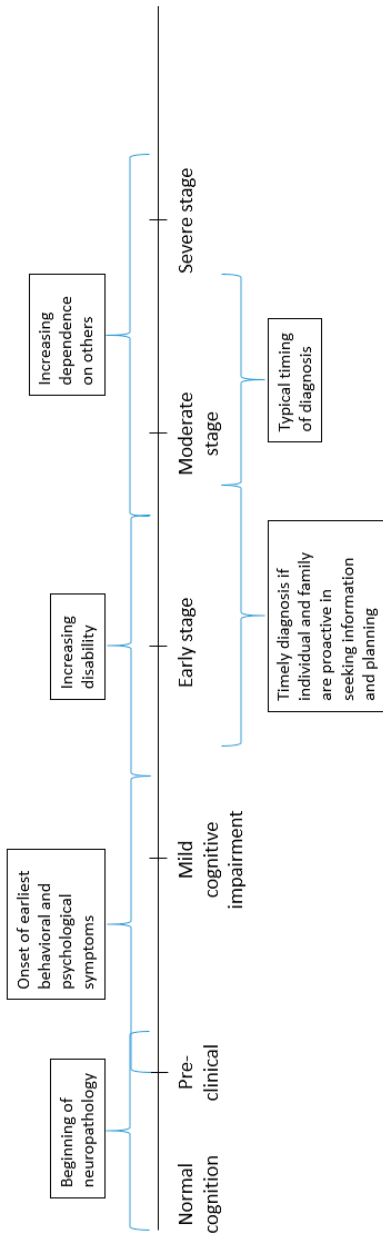 Beginning of
neuropathology
Onset of earliest
behavioral and
psychological
symptoms
Increasing
disability
Increasing
dependence
on others
Normal
cognition
Pre-
clinical
Mild
cognitive
impairment
Early stage
Moderate
stage
Severe stage
Timely diagnosis if
individual and family
are proactive in
seeking information
and planning
Typical timing
of diagnosis